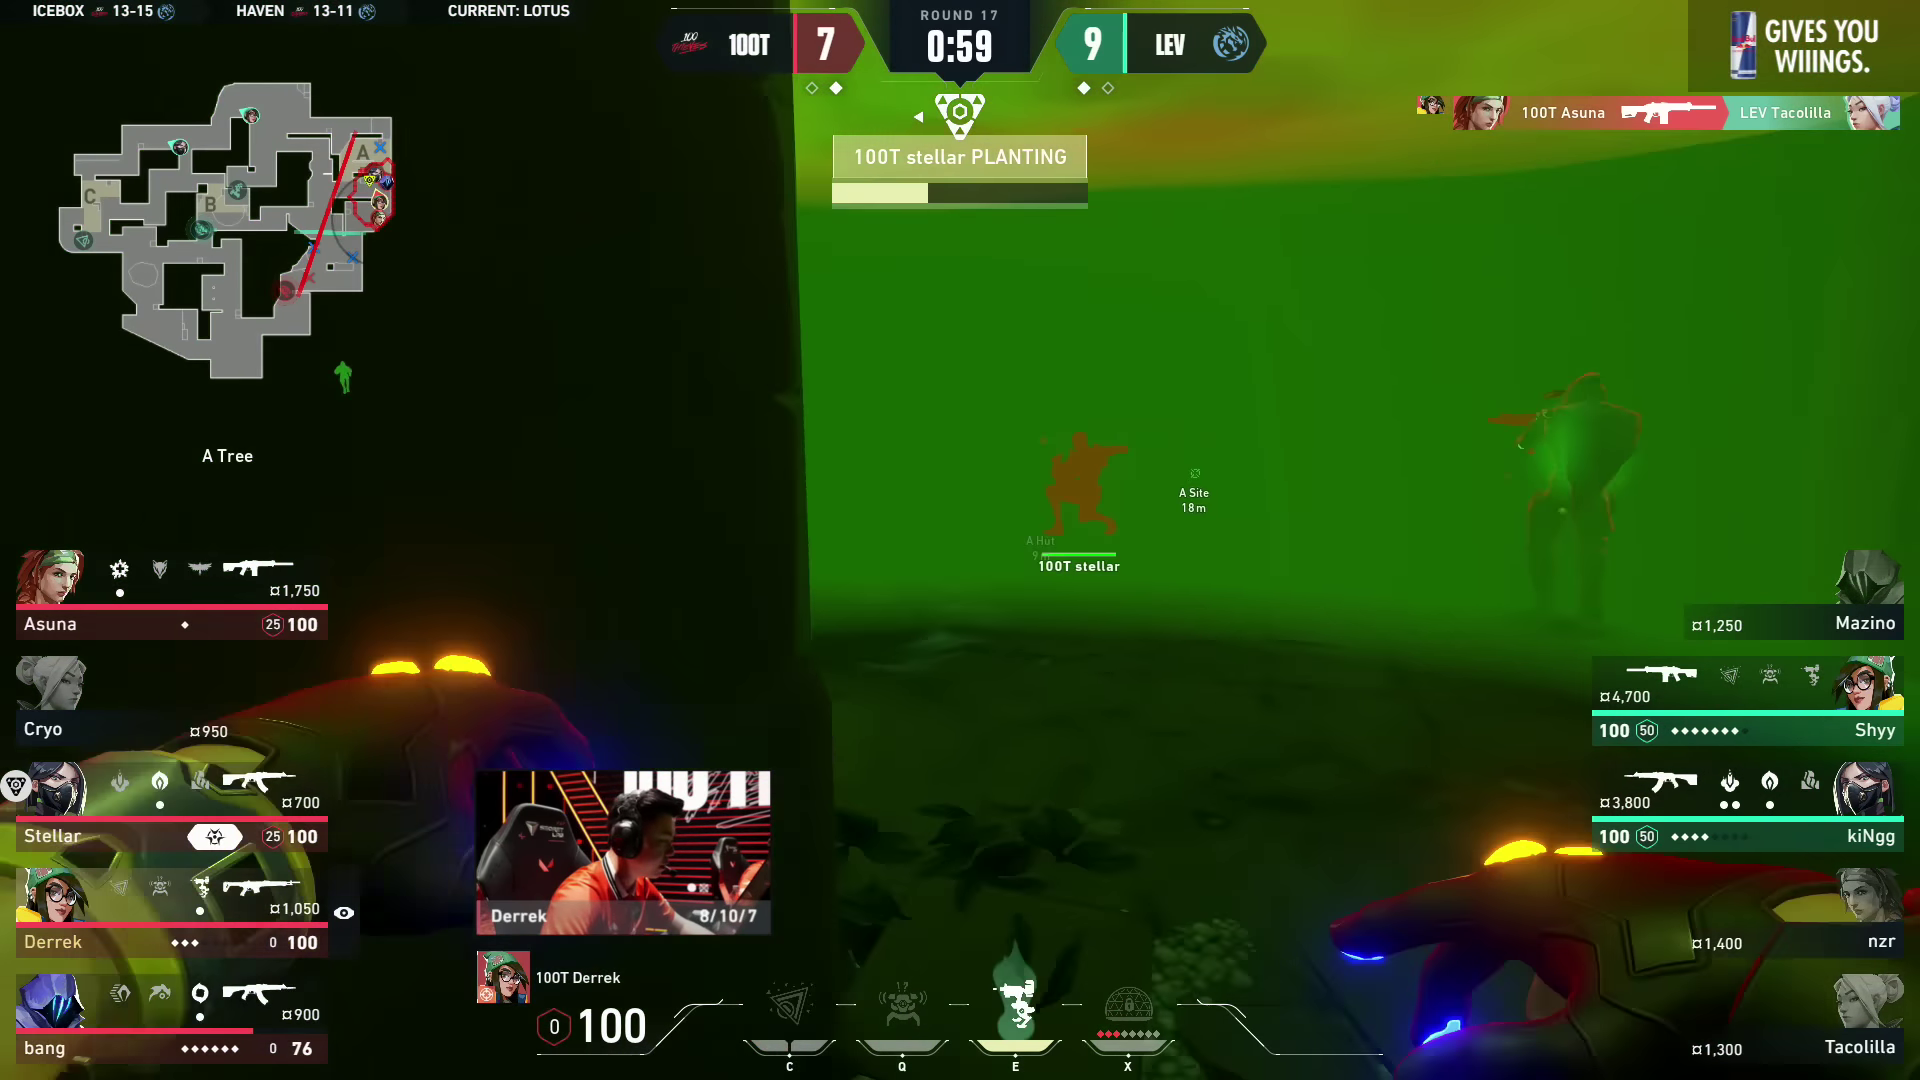 ICEBOX 13-15 HAVEN 13-11 CURRENT: LOTUS
100T 7 ROUND 17 0:59 9 LEV
GIVES YOU
WIIINGS.
100T Asuna LEV Tacolilla
100T stellar PLANTING
A
C
B
A Tree
A Site
18m
A Hut
100T stellar
1,750
Asuna 25 100
Cryo 950
700
Stellar 25 100
1,050
Derrek 0 100
900
bang 0 76
Derrek 8/10/7
100T Derrek
0 100
C Q E X
1,250 Mazino
4,700
100 50 Shyy
3,800
100 50 kiNgg
1,400 nzr
1,300 Tacolilla